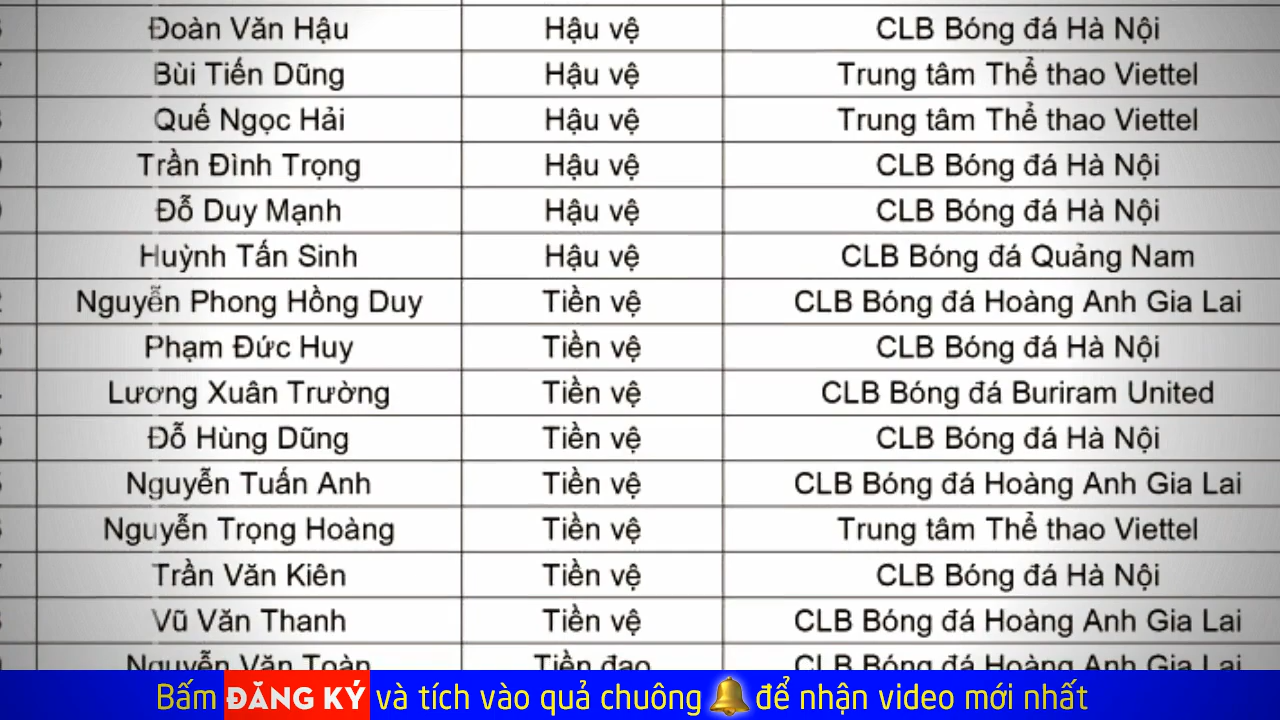 Đoàn Văn Hậu Hậu vệ CLB Bóng đá Hà Nội
Bùi Tiến Dũng Hậu vệ Trung tâm Thể thao Viettel
Quế Ngọc Hải Hậu vệ Trung tâm Thể thao Viettel
Trần Đình Trọng Hậu vệ CLB Bóng đá Hà Nội
Đỗ Duy Mạnh Hậu vệ CLB Bóng đá Hà Nội
Huỳnh Tấn Sinh Hậu vệ CLB Bóng đá Quảng Nam
Nguyễn Phong Hồng Duy Tiền vệ CLB Bóng đá Hoàng Anh Gia Lai
Phạm Đức Huy Tiền vệ CLB Bóng đá Hà Nội
Lương Xuân Trường Tiền vệ CLB Bóng đá Buriram United
Đỗ Hùng Dũng Tiền vệ CLB Bóng đá Hà Nội
Nguyễn Tuấn Anh Tiền vệ CLB Bóng đá Hoàng Anh Gia Lai
Nguyễn Trọng Hoàng Tiền vệ Trung tâm Thể thao Viettel
Trần Văn Kiên Tiền vệ CLB Bóng đá Hà Nội
Vũ Văn Thanh Tiền vệ CLB Bóng đá Hoàng Anh Gia Lai
Nguyễn Văn Toàn Tiền đạo CLB Bóng đá Hoàng Anh Gia Lai
Bấm ĐĂNG KÝ và tích vào quả chuông để nhận video mới nhất